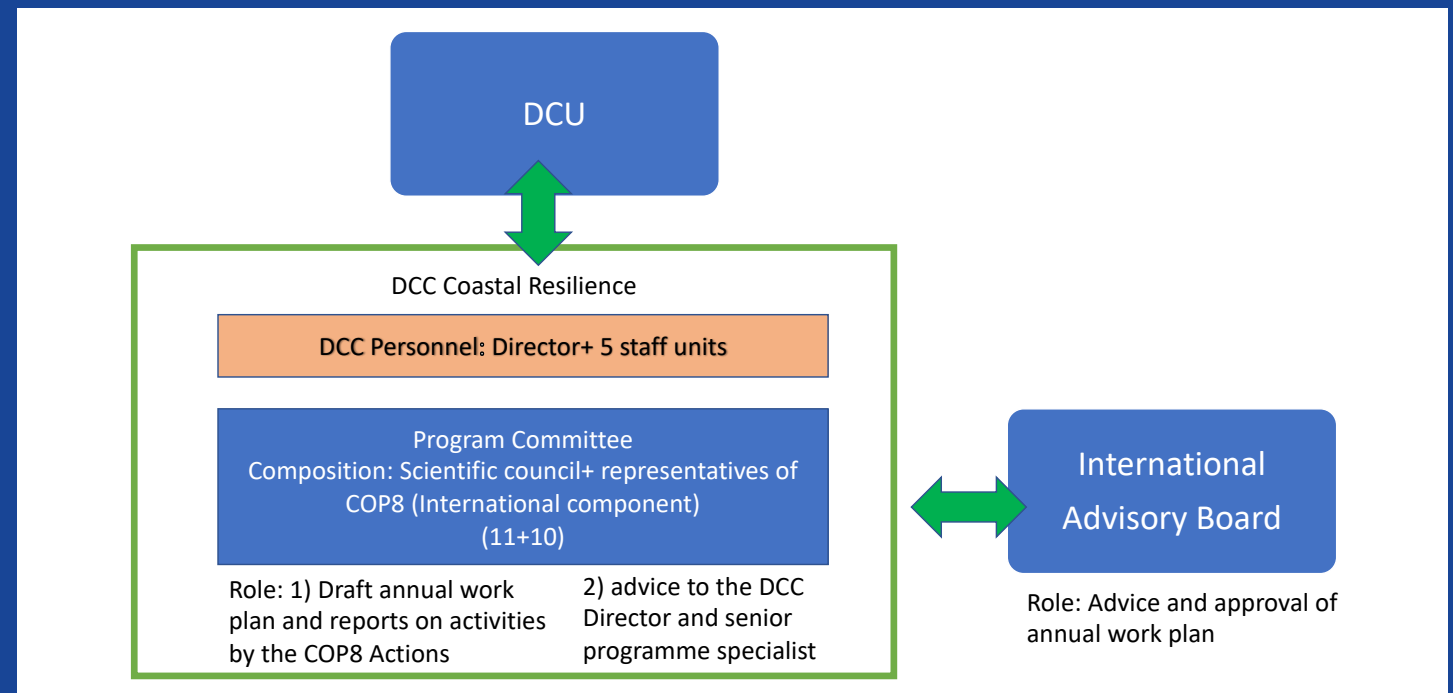 DCU
DCC Coastal Resilience
DCC Personnel: Director+ 5 staff units
Program Committee
Composition: Scientific council+ representatives of
COP8 (International component)
(11+10)
Role: 1) Draft annual work
plan and reports on activities
by the COP8 Actions
2) advice to the DCC
Director and senior
programme specialist
International
Advisory Board
Role: Advice and approval of
annual work plan